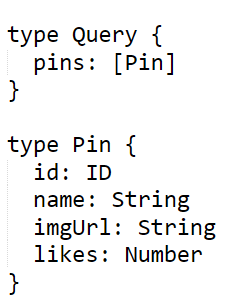 type Query {
  pins: [Pin]
}
type Pin {
  id: ID
  name: String
  imgUrl: String
  likes: Number
}